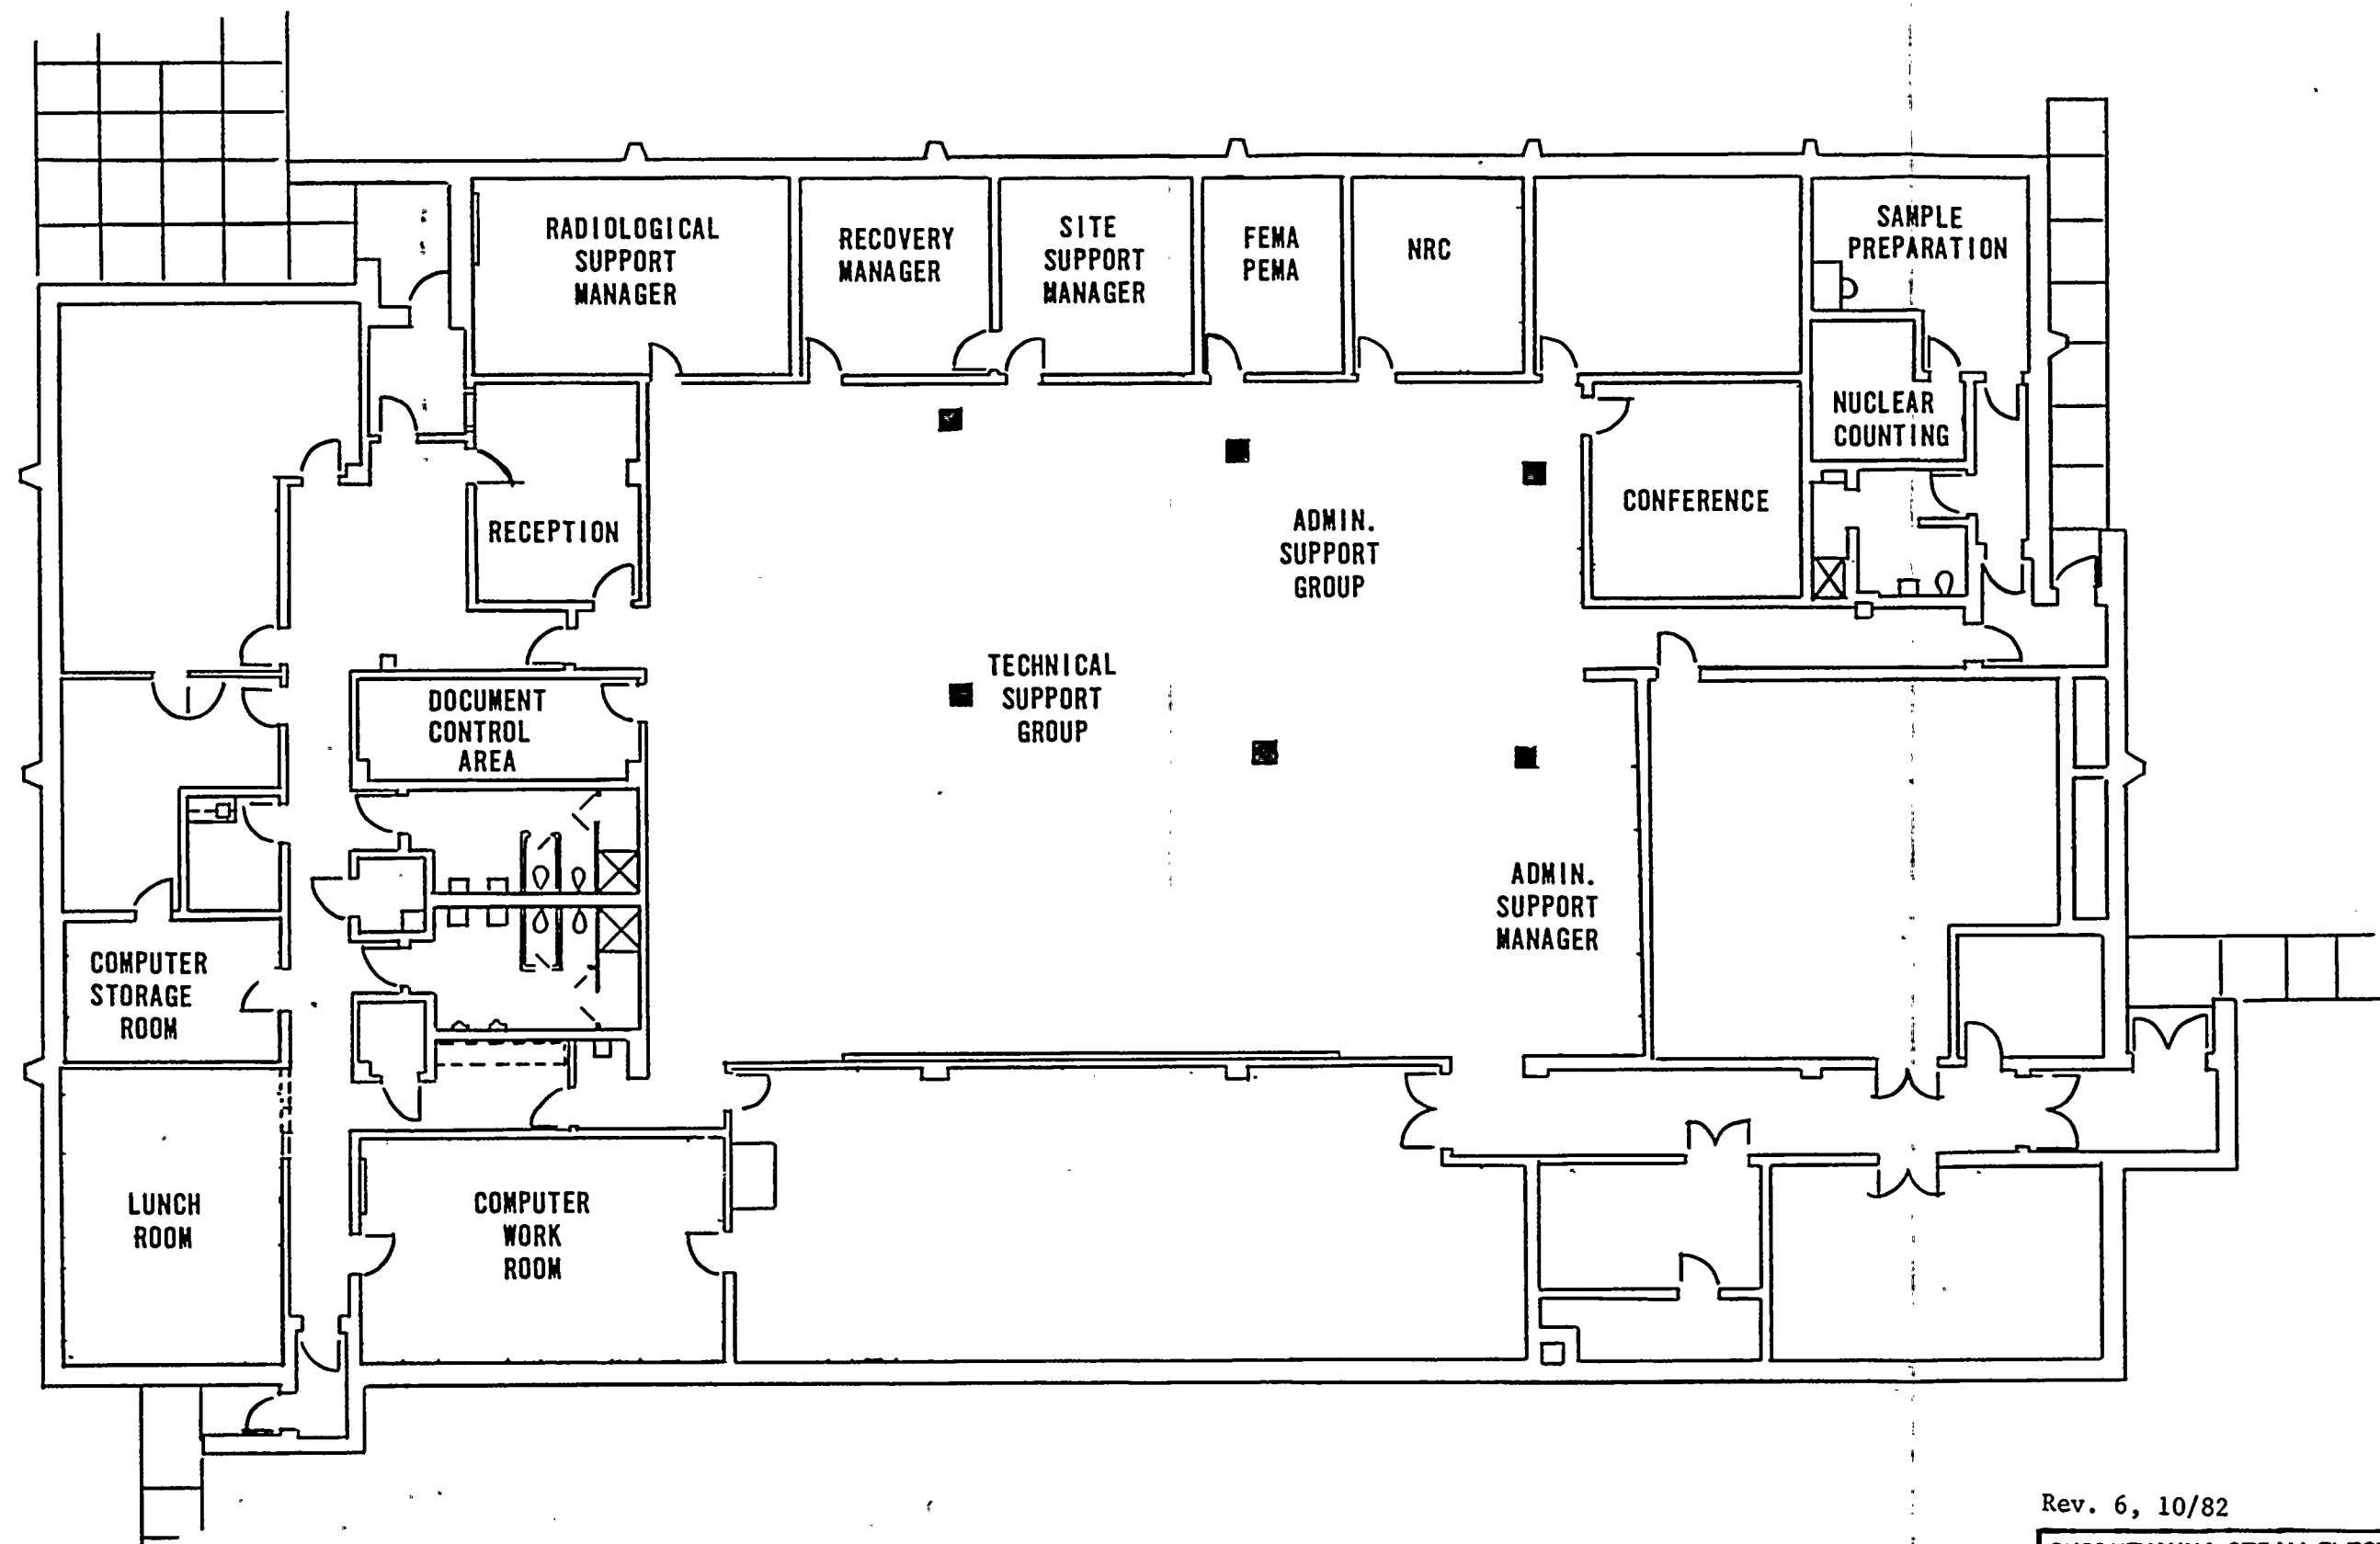 RADIOLOGICAL
SUPPORT
MANAGER
RECOVERY
MANAGER
SITE
SUPPORT
MANAGER
FEMA
PEMA
NRC
SAMPLE
PREPARATION
NUCLEAR
COUNTING
RECEPTION
ADMIN.
SUPPORT
GROUP
CONFERENCE
TECHNICAL
SUPPORT
GROUP
DOCUMENT
CONTROL
AREA
ADMIN.
SUPPORT
MANAGER
COMPUTER
STORAGE
ROOM
LUNCH
ROOM
COMPUTER
WORK
ROOM
Rev. 6, 10/82